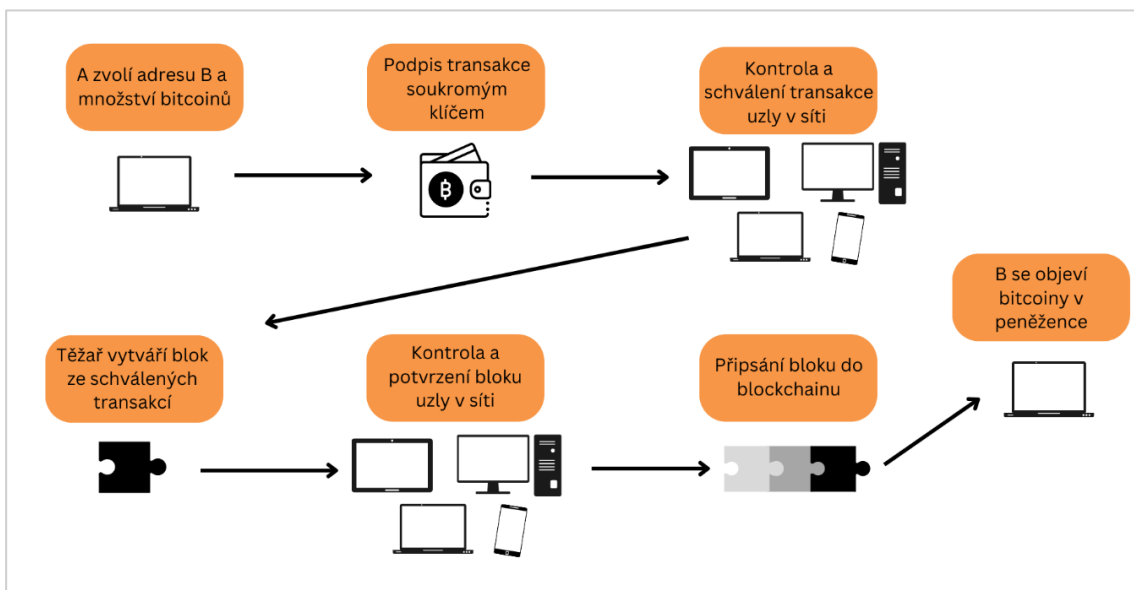 A zvolí adresu B a
množství bitcoinů
Podpis transakce
soukromým
klíčem
Kontrola a
schválení transakce
uzly v síti
Těžař vytváří blok
ze schválených
transakcí
Kontrola a
potvrzení bloku
uzly v síti
Připsání bloku do
blockchainu
B se objeví
bitcoiny v
peněžence